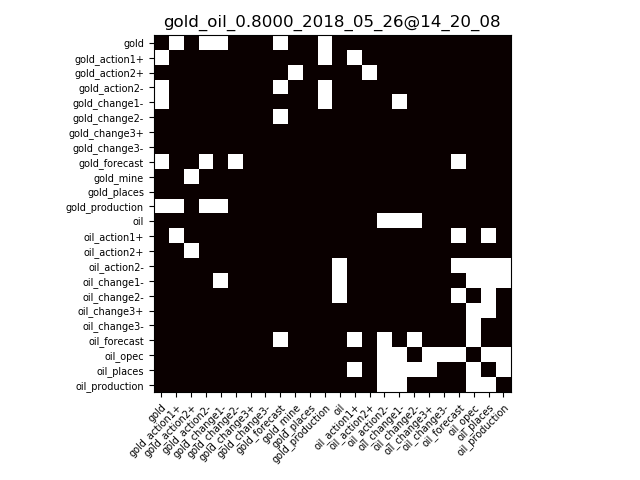 gold_oil_0.8000_2018_05_26@14_20_08
gold
gold_action1+
gold_action2+
gold_action2-
gold_change1-
gold_change2-
gold_change3+
gold_change3-
gold_forecast
gold_mine
gold_places
gold_production
oil
oil_action1+
oil_action2+
oil_action2-
oil_change1-
oil_change2-
oil_change3+
oil_change3-
oil_forecast
oil_opec
oil_places
oil_production
gold
gold_action1+
gold_action2+
gold_action2-
gold_change1-
gold_change2-
gold_change3+
gold_change3-
gold_forecast
gold_mine
gold_places
gold_production
oil
oil_action1+
oil_action2+
oil_action2-
oil_change1-
oil_change2-
oil_change3+
oil_change3-
oil_forecast
oil_opec
oil_places
oil_production